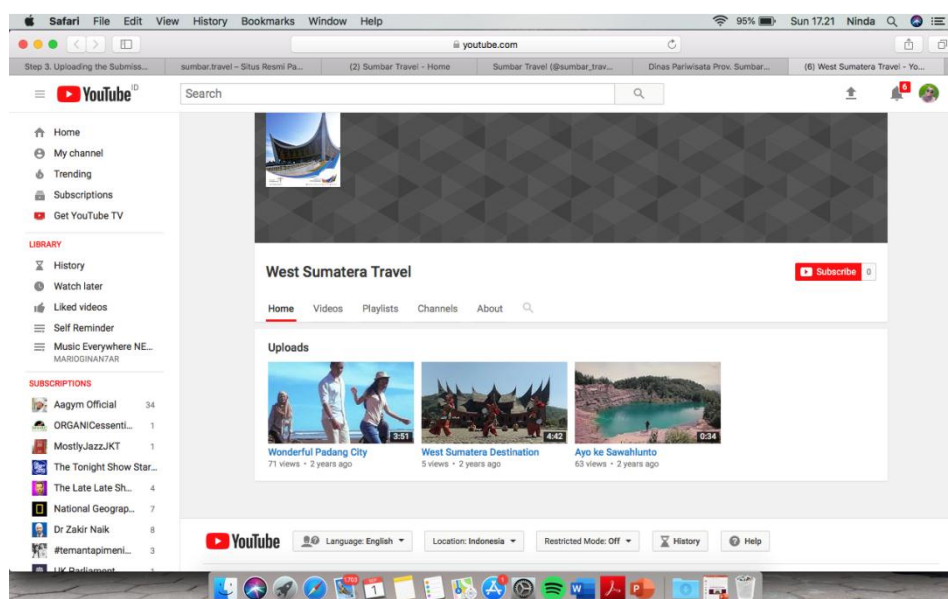 Safari File Edit View History Bookmarks Window Help 95% Sun 17.21 Ninda
youtube.com
Step 3. Uploading the Submiss... sumbar.travel – Situs Resmi Pa... (2) Sumbar Travel - Home Sumbar Travel (@sumbar_trav... Dinas Pariwisata Prov. Sumbar... (6) West Sumatera Travel - Yo...
YouTube ID Search 6
Home
My channel
Trending
Subscriptions
Get YouTube TV
LIBRARY
History
Watch later
Liked videos
Self Reminder
Music Everywhere NE...
MARIOGINAN7AR
SUBSCRIPTIONS
Aagym Official 34
ORGANICessenti... 1
MostlyJazzJKT 1
The Tonight Show Star...
The Late Late Sh... 4
National Geograp... 7
Dr Zakir Naik 8
#temantapimeni... 3
UK Parliament 1
West Sumatera Travel
Subscribe 0
Home Videos Playlists Channels About
Uploads
3:51 4:42 0:34
Wonderful Padang City West Sumatera Destination Ayo ke Sawahlunto
71 views • 2 years ago 5 views • 2 years ago 63 views • 2 years ago
YouTube Language: English Location: Indonesia Restricted Mode: Off History Help